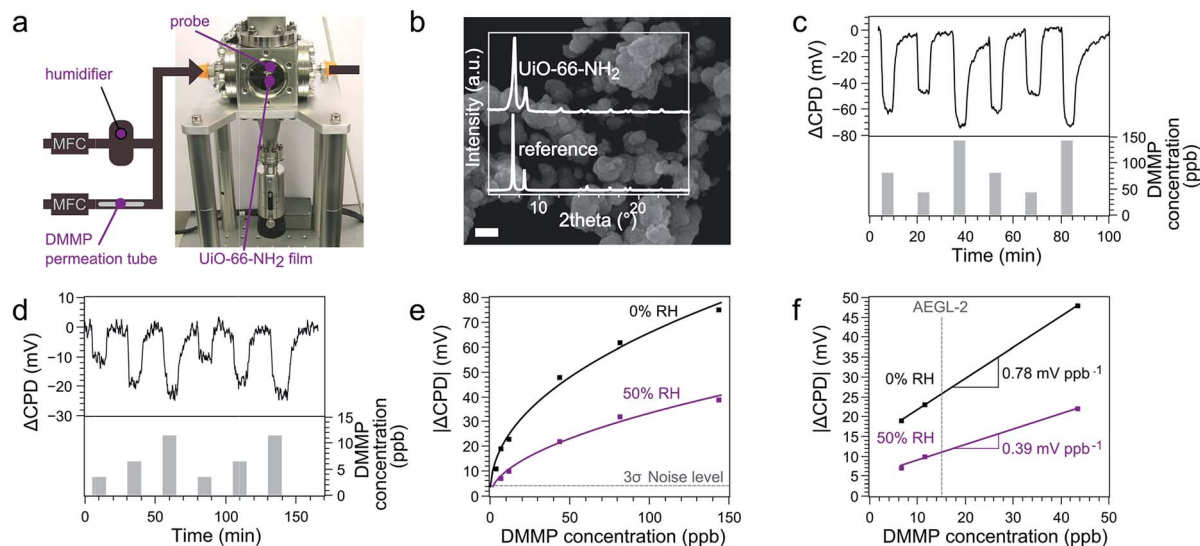 a
probe
humidifier
MFC
MFC
DMMP
permeation tube
UiO-66-NH2 film
b
Intensity (a.u.)
UiO-66-NH2
reference
10
20
2theta (°)
c
0
-20
-40
-60
-80
ΔCPD (mV)
150
100
50
0
DMMP
concentration
(ppb)
0
20
40
60
80
100
Time (min)
d
10
0
-10
-20
-30
ΔCPD (mV)
15
10
5
0
DMMP
concentration
(ppb)
0
50
100
150
Time (min)
e
80
70
60
50
40
30
20
10
0
|ΔCPD| (mV)
0% RH
50% RH
3σ Noise level
0
50
100
150
DMMP concentration (ppb)
f
50
45
40
35
30
25
20
15
10
5
0
|ΔCPD| (mV)
AEGL-2
0% RH
0.78 mV ppb-1
50% RH
0.39 mV ppb-1
0
10
20
30
40
50
DMMP concentration (ppb)